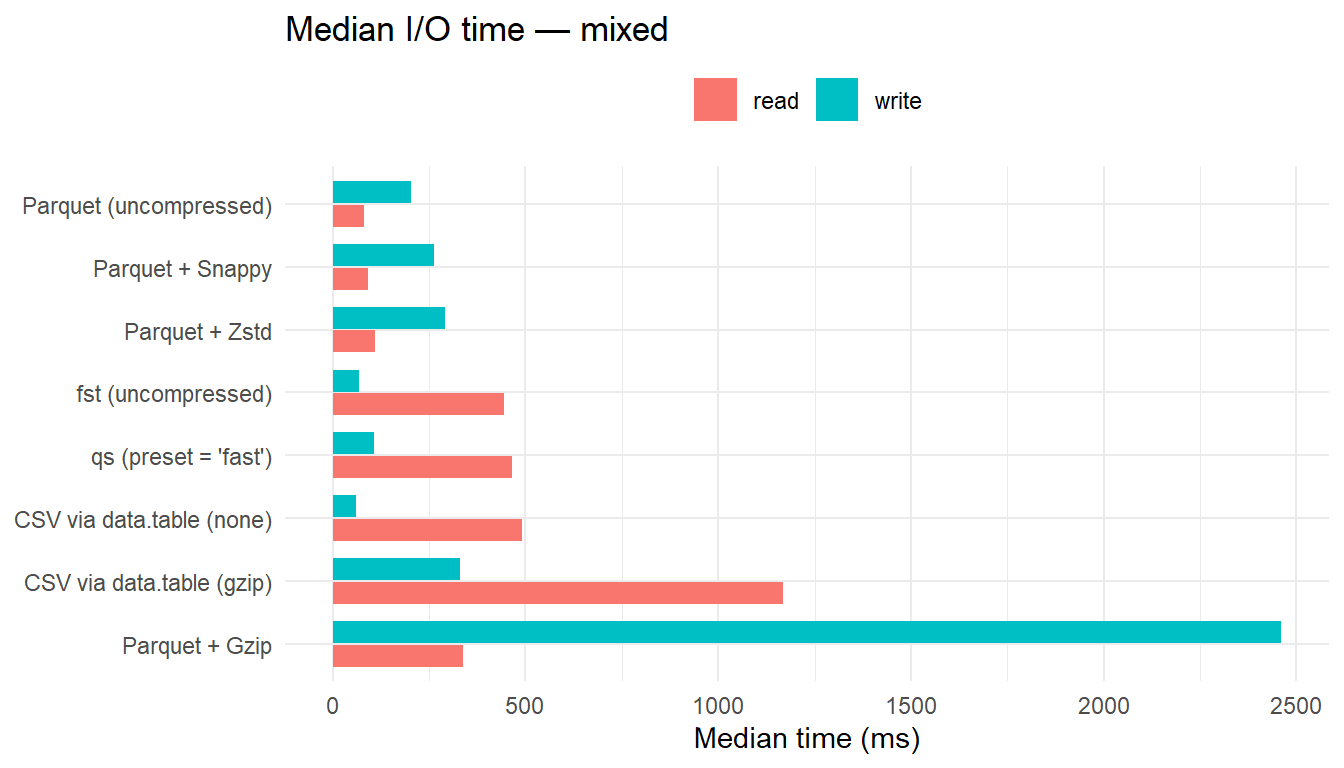 Median I/O time — mixed
read write
Parquet (uncompressed)
Parquet + Snappy
Parquet + Zstd
fst (uncompressed)
qs (preset = 'fast')
CSV via data.table (none)
CSV via data.table (gzip)
Parquet + Gzip
0 500 1000 1500 2000 2500
Median time (ms)